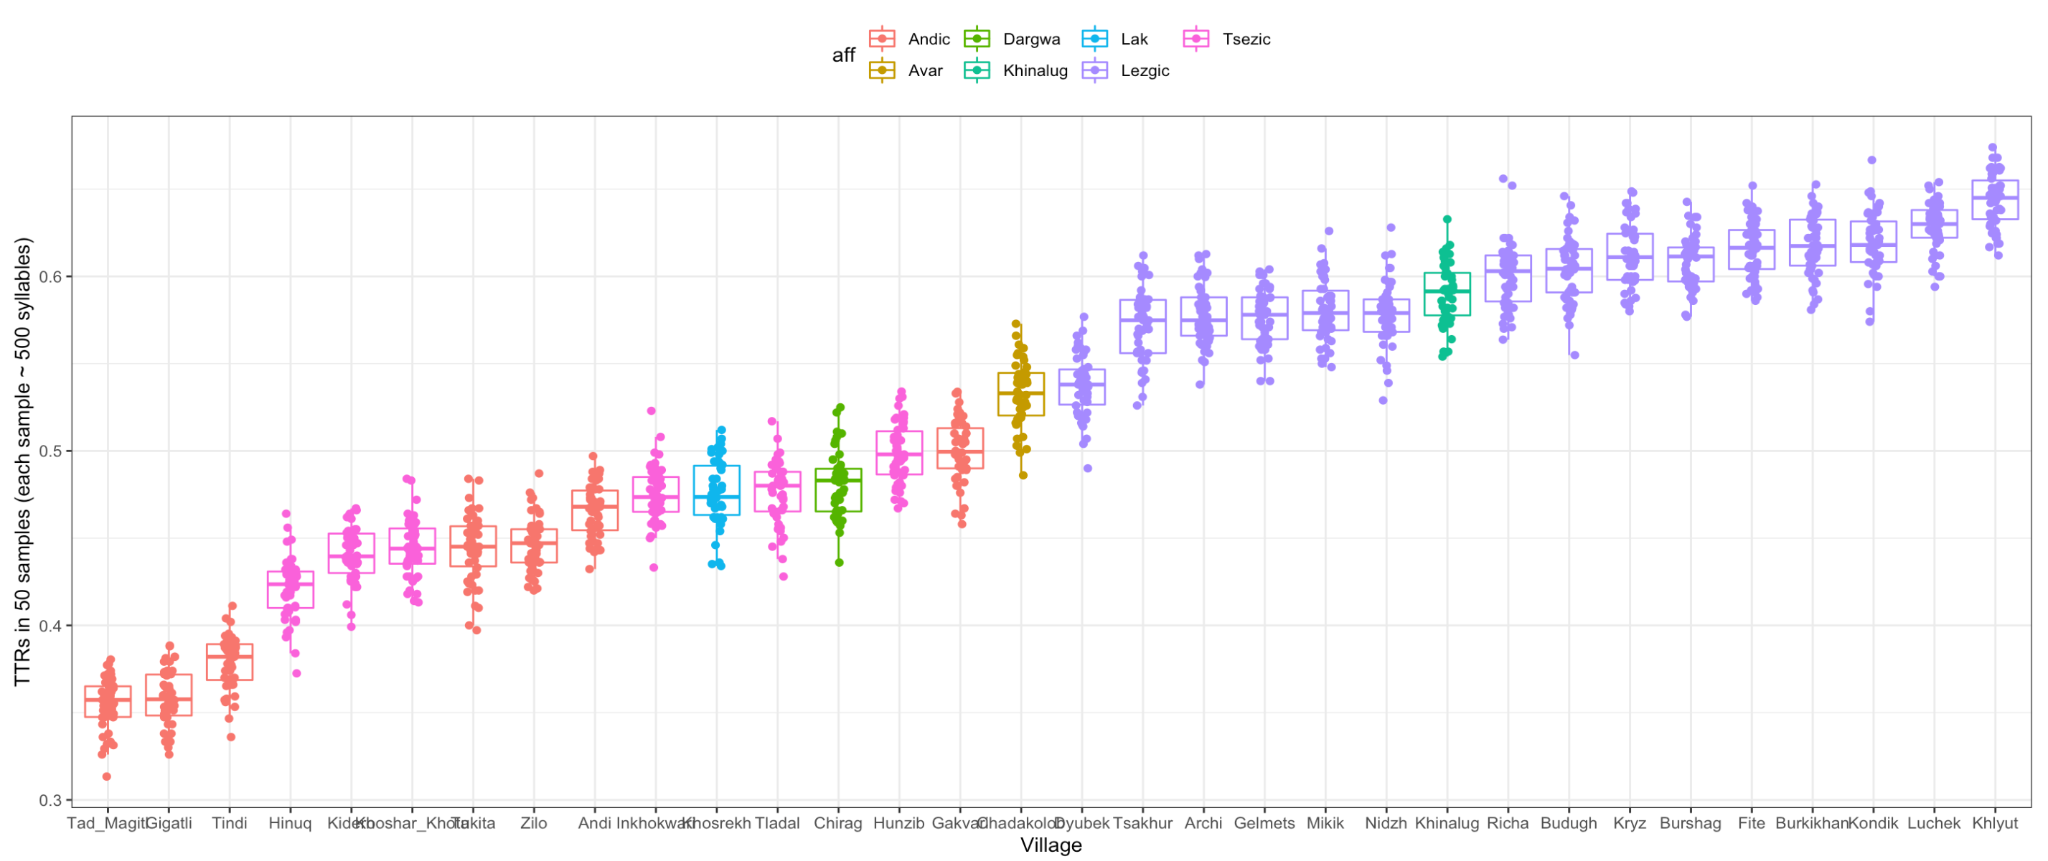 aff
Andic Dargwa Lak Tsezic
Avar Khinalug Lezgic
TTRs in 50 samples (each sample ~ 500 syllables)
0.6
0.5
0.4
0.3
Tad_Magitl Gigatli Tindi Hinuq Kidero Khoshar_Khota Tukita Zilo Andi Inkhokwari Khosrekh Tladal Chirag Hunzib Gakvari Chadakolob Dyubek Tsakhur Archi Gelmets Mikik Nidzh Khinalug Richa Budugh Kryz Burshag Fite Burkikhan Kondik Luchek Khlyut
Village